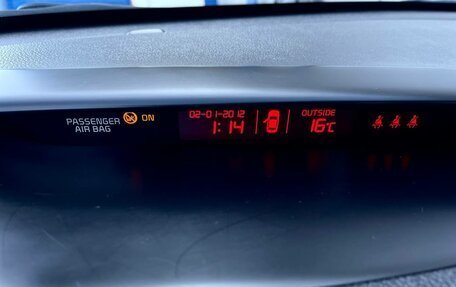 PASSENGER
AIR BAG
ON
02-01-2012
1:14
OUTSIDE
16°C